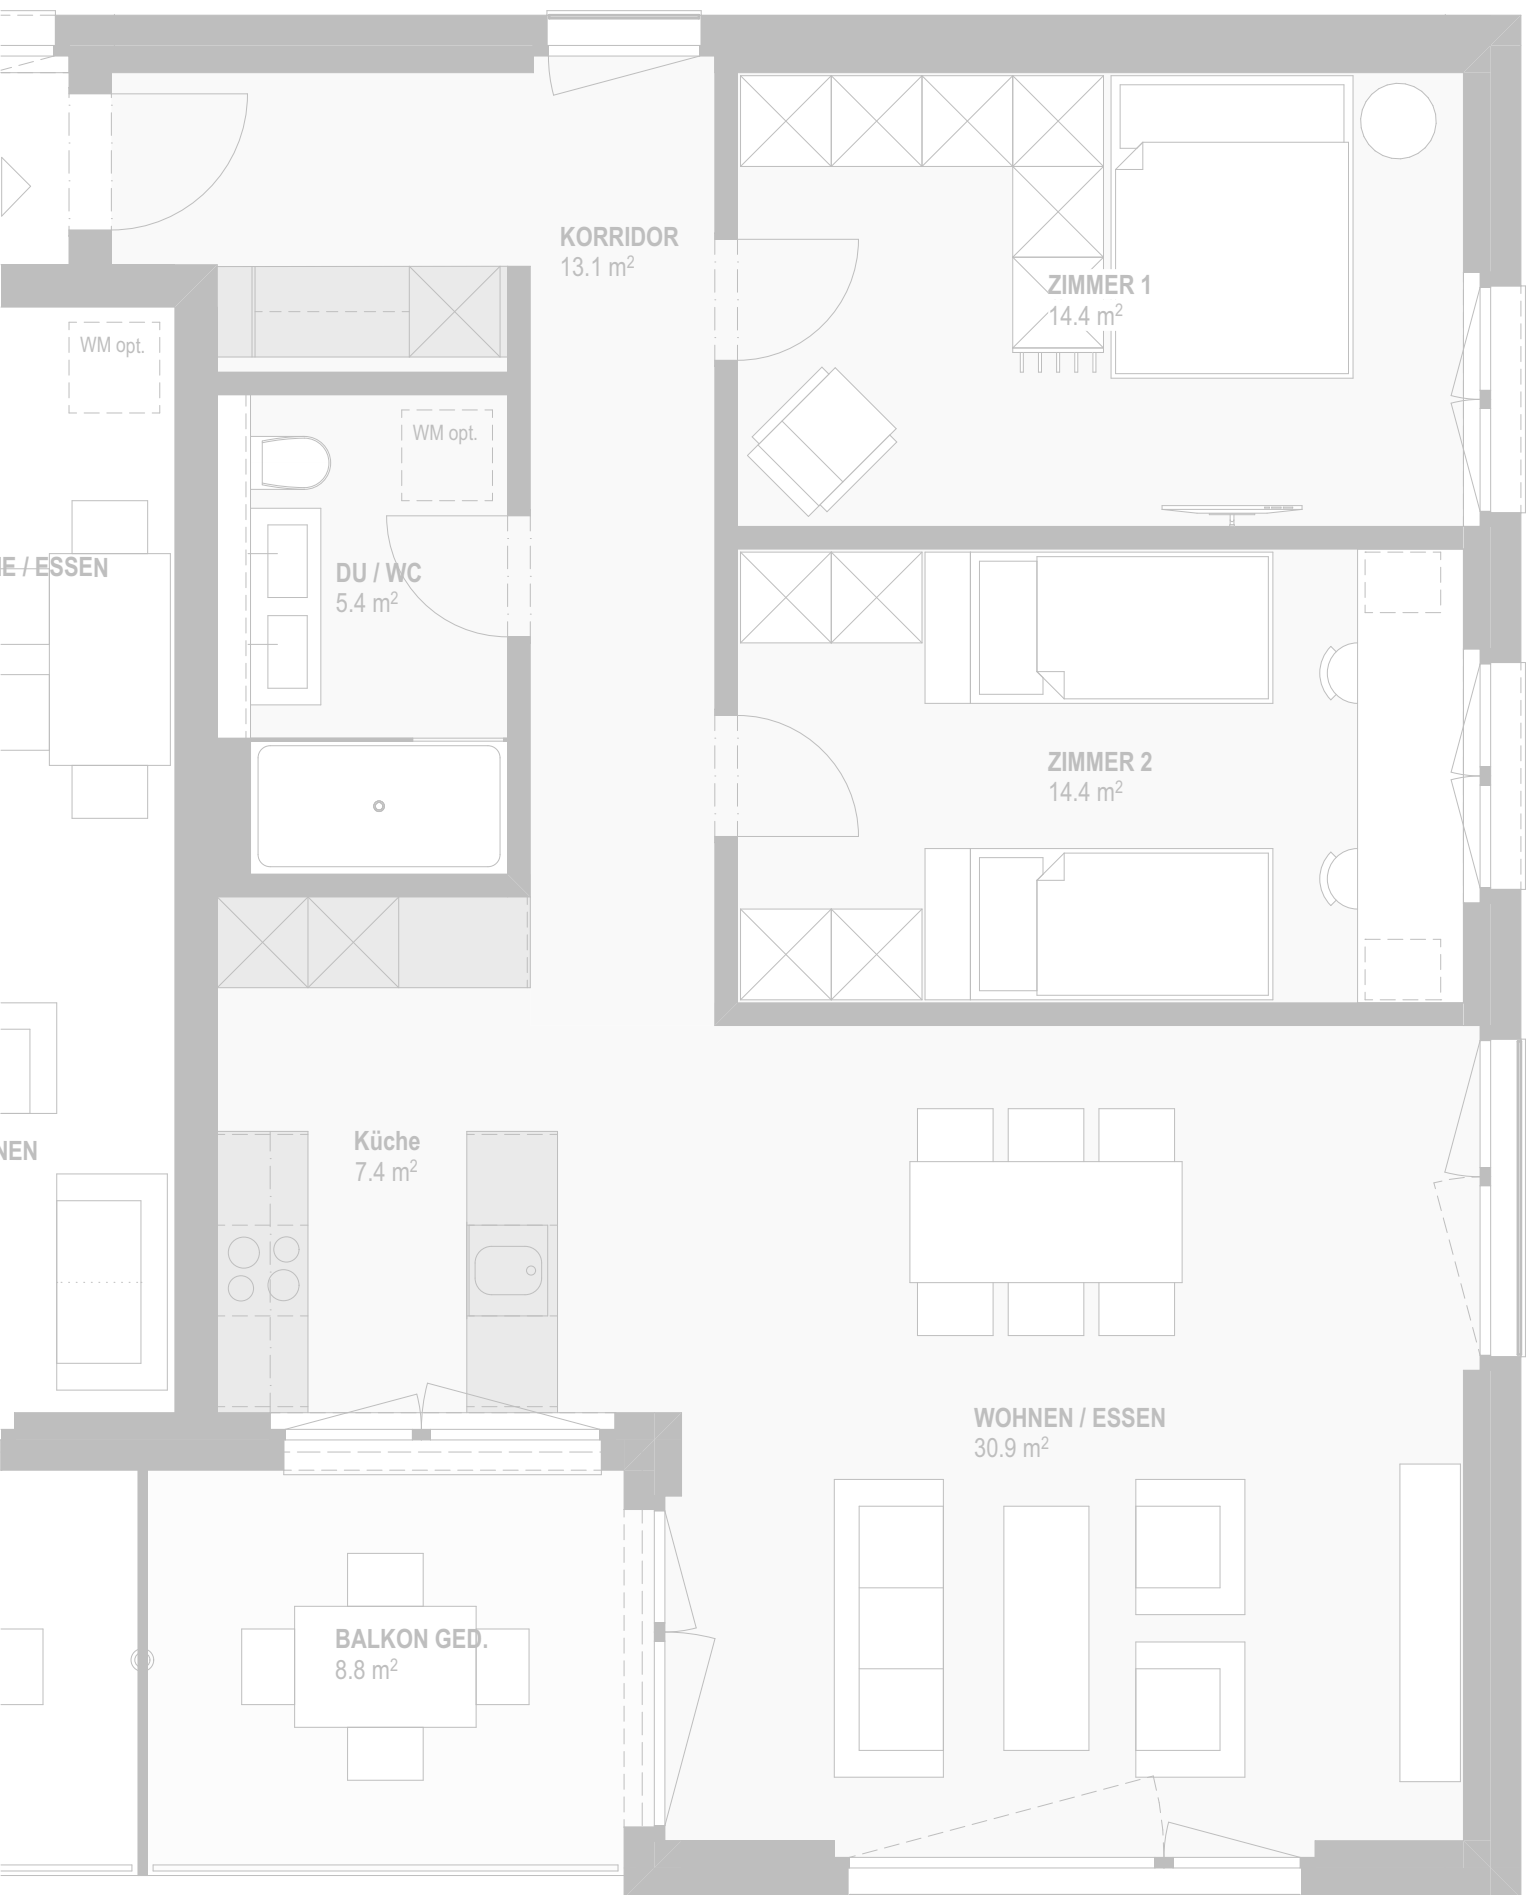 KORRIDOR
13.1 m²
ZIMMER 1
14.4 m²
WM opt.
WM opt.
E / ESSEN
DU / WC
5.4 m²
ZIMMER 2
14.4 m²
Küche
7.4 m²
NEN
WOHNEN / ESSEN
30.9 m²
BALKON GED.
8.8 m²